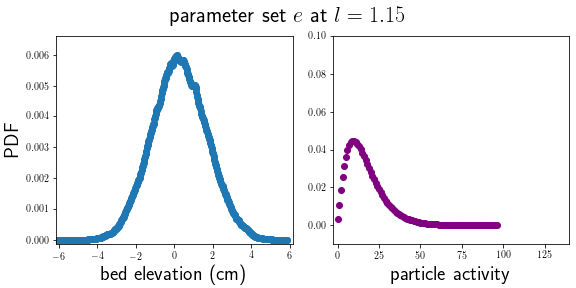 parameter set e at l = 1.15
PDF
0.006
0.005
0.004
0.003
0.002
0.001
0.000
−6 −4 −2 0 2 4 6
bed elevation (cm)
0.10
0.08
0.06
0.04
0.02
0.00
0 25 50 75 100 125
particle activity